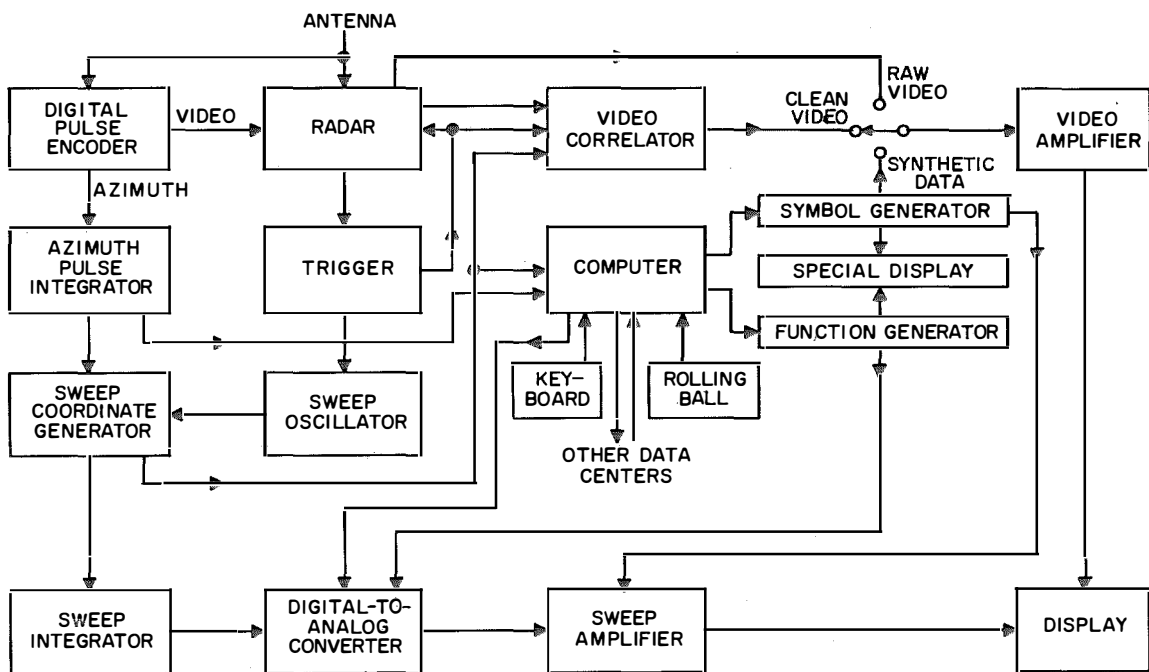 ANTENNA
DIGITAL
PULSE
ENCODER
VIDEO
RADAR
VIDEO
CORRELATOR
CLEAN
VIDEO
RAW
VIDEO
VIDEO
AMPLIFIER
SYNTHETIC
DATA
AZIMUTH
AZIMUTH
PULSE
INTEGRATOR
TRIGGER
COMPUTER
SYMBOL GENERATOR
SPECIAL DISPLAY
FUNCTION GENERATOR
SWEEP
COORDINATE
GENERATOR
SWEEP
OSCILLATOR
KEY-
BOARD
ROLLING
BALL
OTHER DATA
CENTERS
SWEEP
INTEGRATOR
DIGITAL-TO-
ANALOG
CONVERTER
SWEEP
AMPLIFIER
DISPLAY